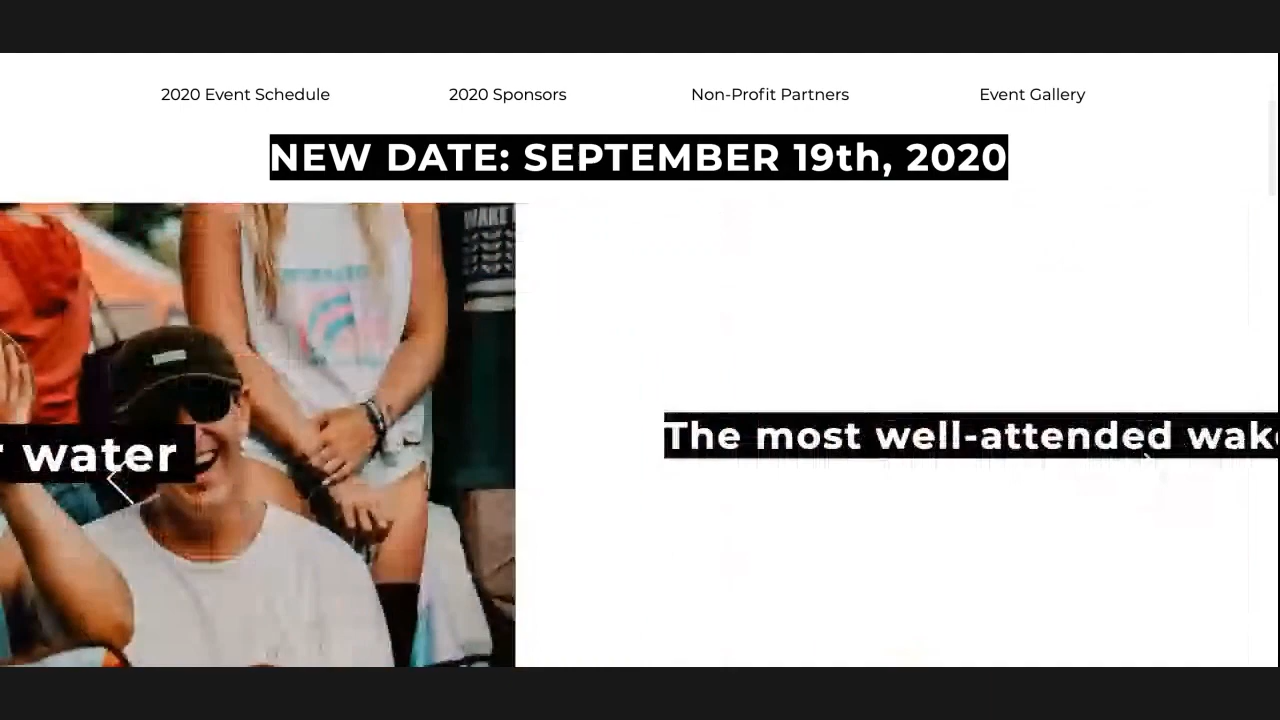 2020 Event Schedule 2020 Sponsors Non-Profit Partners Event Gallery
NEW DATE: SEPTEMBER 19th, 2020
WAKE
water
The most well-attended